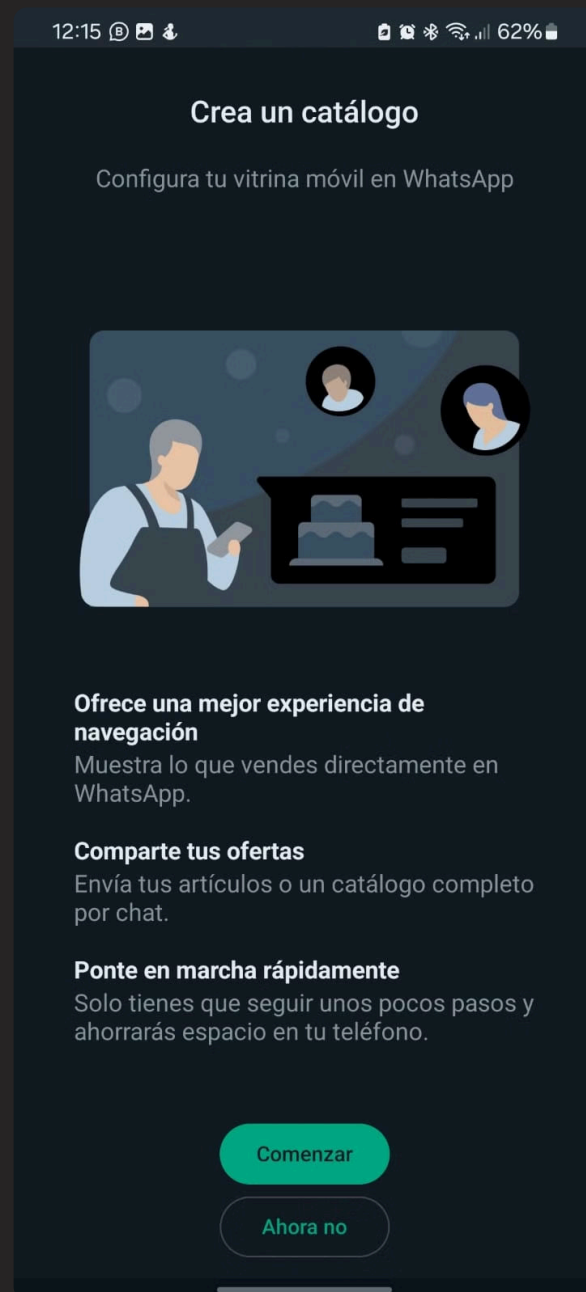 12:15 62%
Crea un catálogo
Configura tu vitrina móvil en WhatsApp
Ofrece una mejor experiencia de
navegación
Muestra lo que vendes directamente en
WhatsApp.
Comparte tus ofertas
Envía tus artículos o un catálogo completo
por chat.
Ponte en marcha rápidamente
Solo tienes que seguir unos pocos pasos y
ahorrarás espacio en tu teléfono.
Comenzar
Ahora no